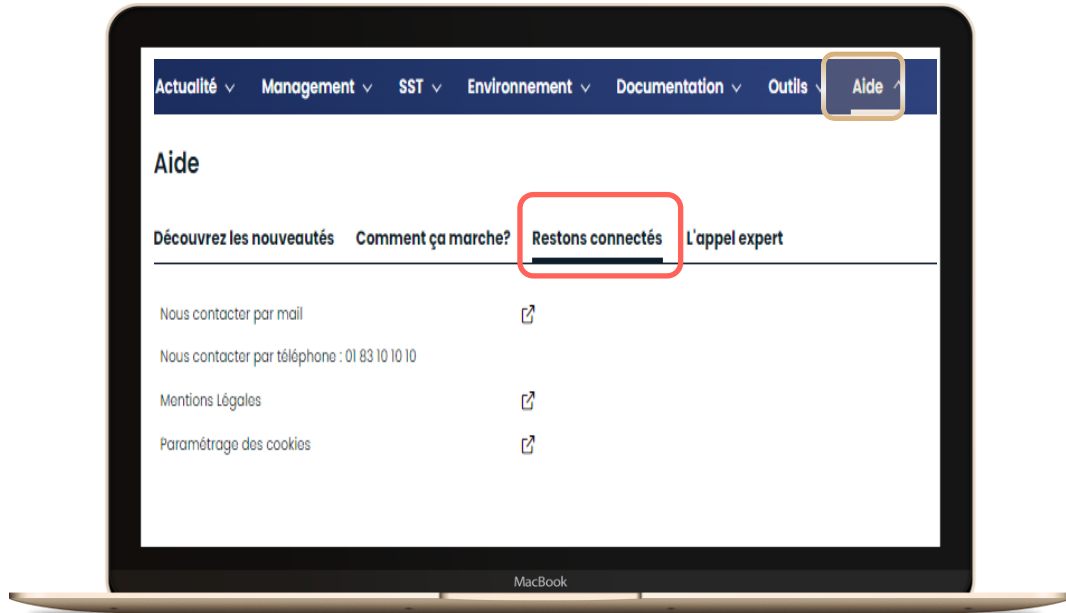 Actualité Management SST Environnement Documentation Outils Aide
Aide
Découvrez les nouveautés Comment ça marche? Restons connectés L'appel expert
Nous contacter par mail
Nous contacter par téléphone : 01 83 10 10 10
Mentions Légales
Paramétrage des cookies
MacBook